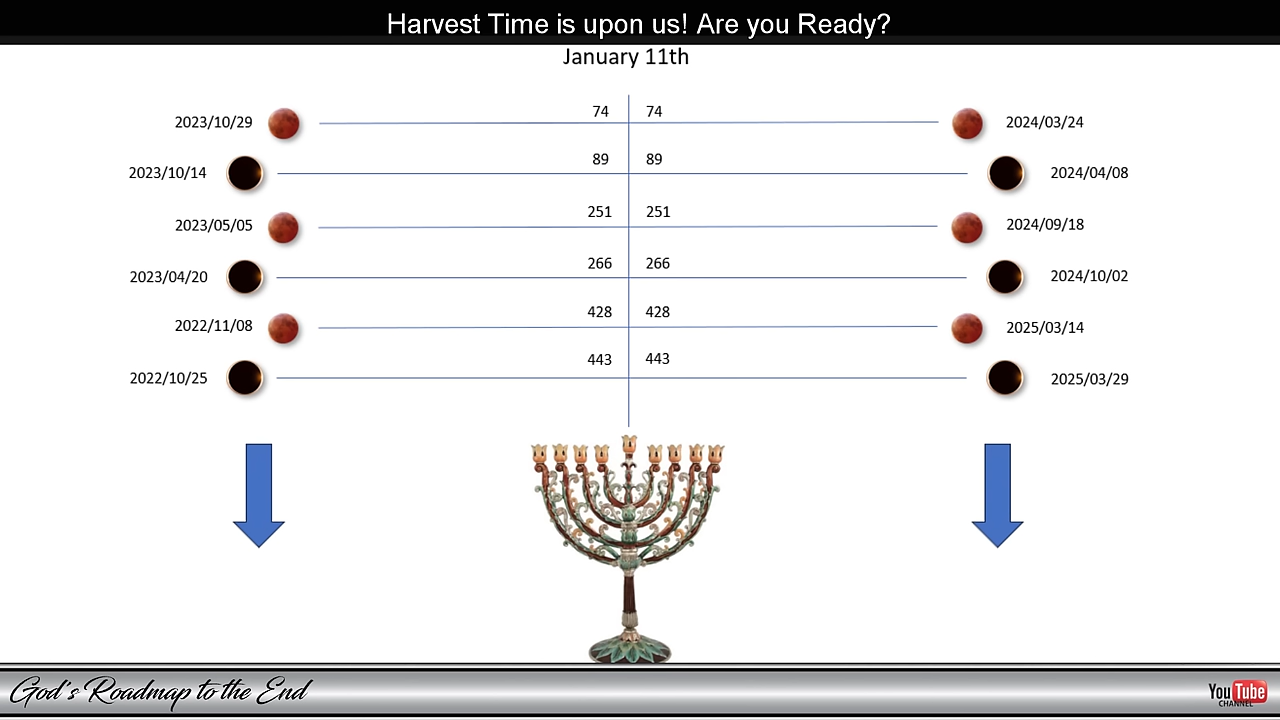 Harvest Time is upon us! Are you Ready?
January 11th
2023/10/29 74 74 2024/03/24
2023/10/14 89 89 2024/04/08
2023/05/05 251 251 2024/09/18
2023/04/20 266 266 2024/10/02
2022/11/08 428 428 2025/03/14
2022/10/25 443 443 2025/03/29
God's Roadmap to the End
YouTube
CHANNEL